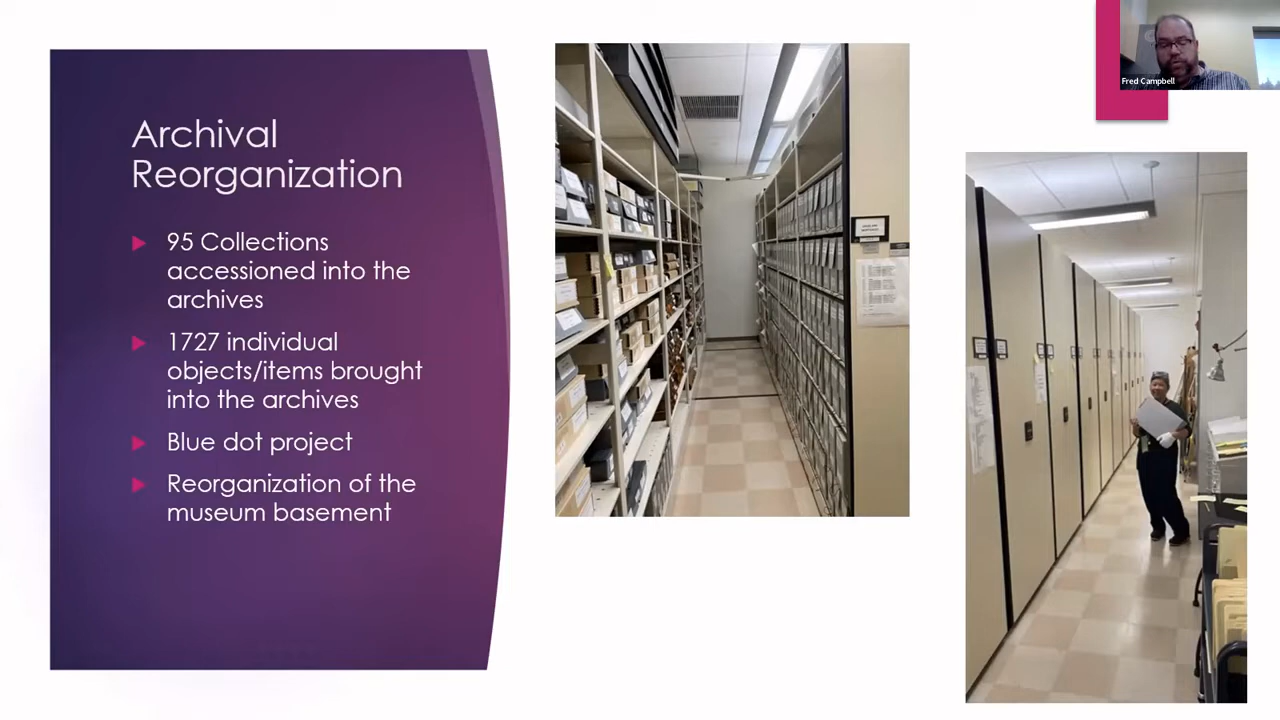 Archival
Reorganization
95 Collections
accessioned into the
archives
1727 individual
objects/items brought
into the archives
Blue dot project
Reorganization of the
museum basement
Fred Campbell